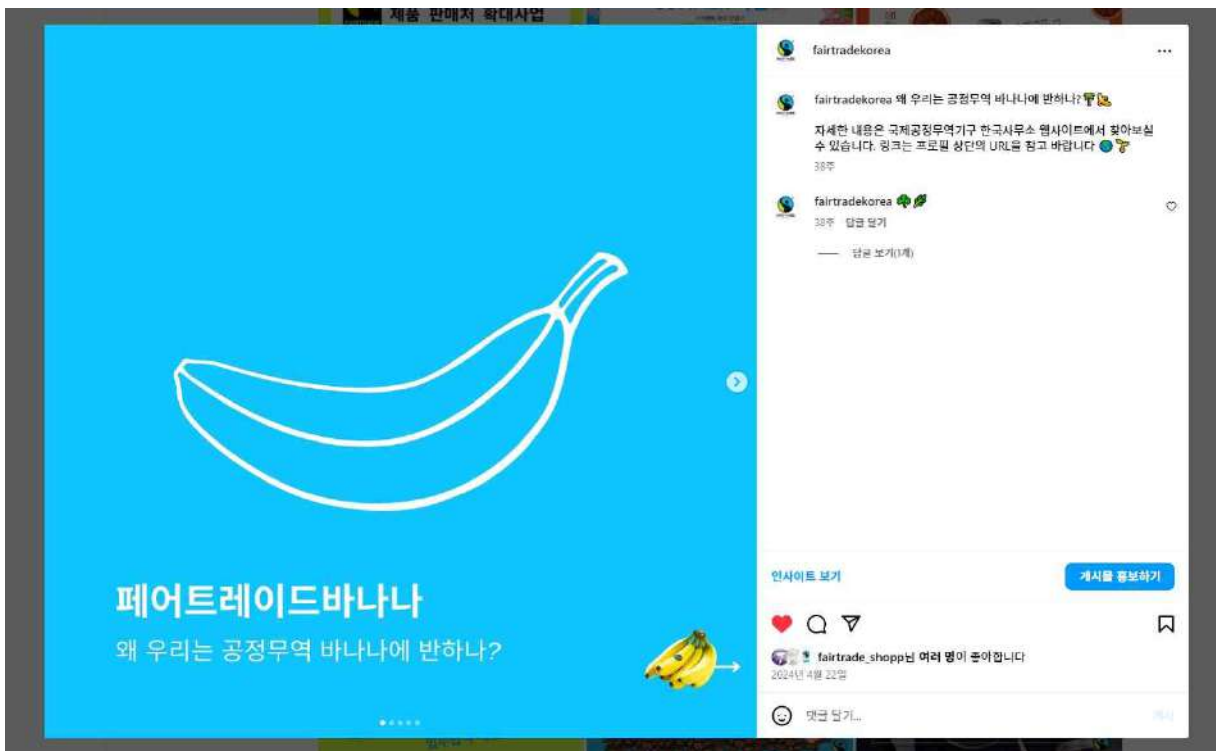 제품 판매처 확대사업
fairtradekorea
fairtradekorea 왜 우리는 공정무역 바나나에 반하나?
자세한 내용은 국제공정무역기구 한국사무소 웹사이트에서 찾아보실
수 있습니다. 링크는 프로필 상단의 URL을 참고 바랍니다
38주
fairtradekorea
38주 답글 달기
답글 보기(1개)
페어트레이드바나나
왜 우리는 공정무역 바나나에 반하나?
인사이트 보기
게시물 홍보하기
fairtrade_shopp님 여러 명이 좋아합니다
2024년 4월 22일
댓글 달기...
게시